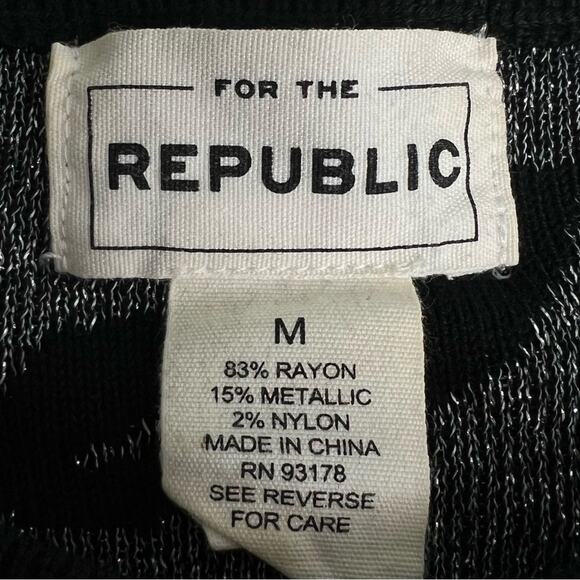 FOR THE
REPUBLIC
M
83% RAYON
15% METALLIC
2% NYLON
MADE IN CHINA
RN 93178
SEE REVERSE
FOR CARE